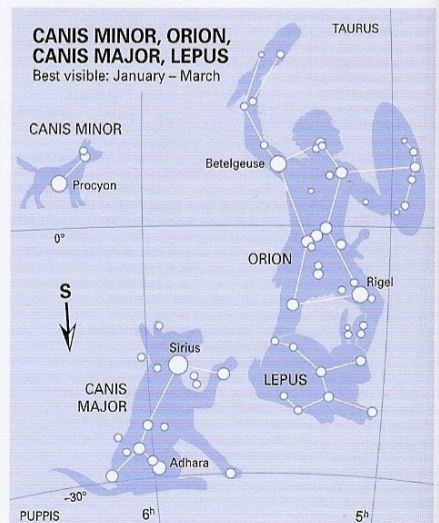 CANIS MINOR, ORION,
CANIS MAJOR, LEPUS
Best visible: January – March
TAURUS
CANIS MINOR
Betelgeuse
Procyon
0°
ORION
S
Rigel
Sirius
LEPUS
CANIS
MAJOR
Adhara
–30°
PUPPIS
6h
5h